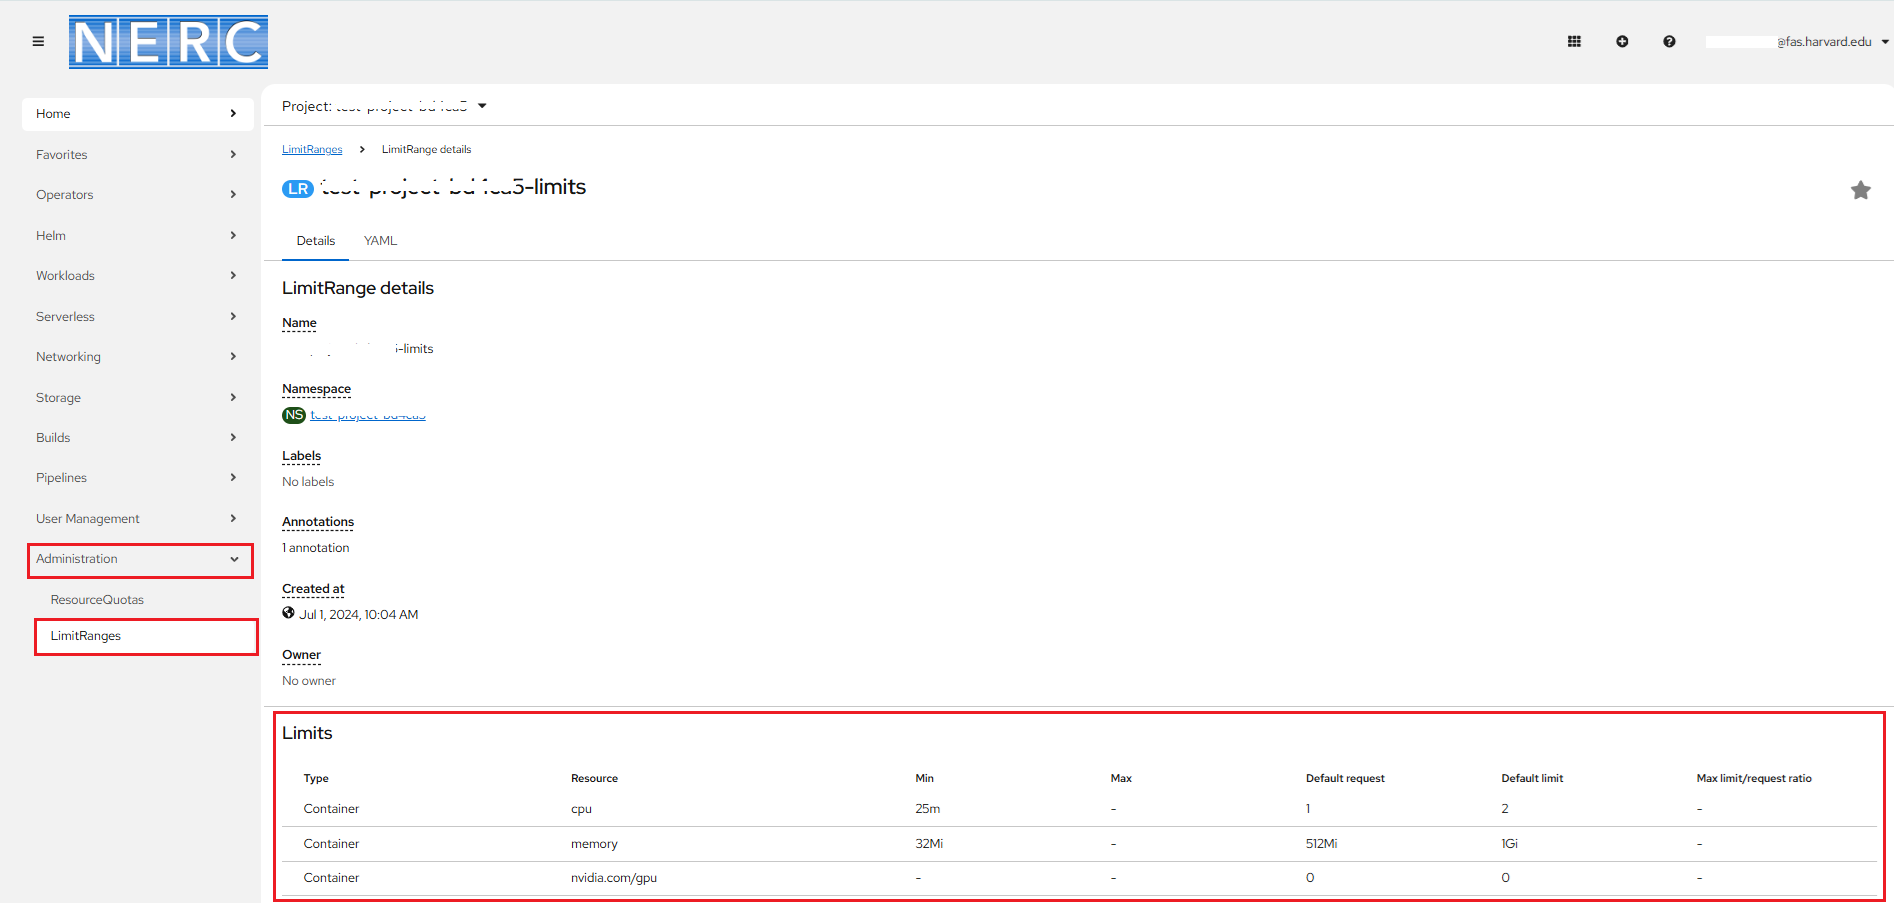 NERC
@fas.harvard.edu
Home
Favorites
Operators
Helm
Workloads
Serverless
Networking
Storage
Builds
Pipelines
User Management
Administration
ResourceQuotas
LimitRanges
Project:
LimitRanges > LimitRange details
LR -limits
Details YAML
LimitRange details
Name
-limits
Namespace
NS
Labels
No labels
Annotations
1 annotation
Created at
Jul 1, 2024, 10:04 AM
Owner
No owner
Limits
Type Resource Min Max Default request Default limit Max limit/request ratio
Container cpu 25m - 1 2 -
Container memory 32Mi - 512Mi 1Gi -
Container nvidia.com/gpu - - 0 0 -